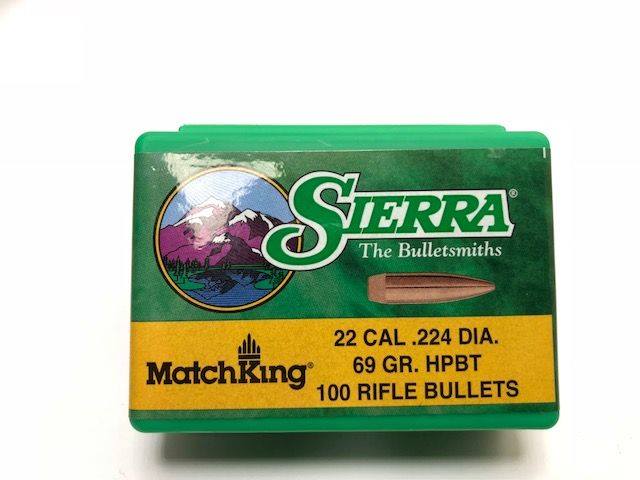 SIERRA®
The Bulletsmiths
MatchKing®
22 CAL .224 DIA.
69 GR. HPBT
100 RIFLE BULLETS